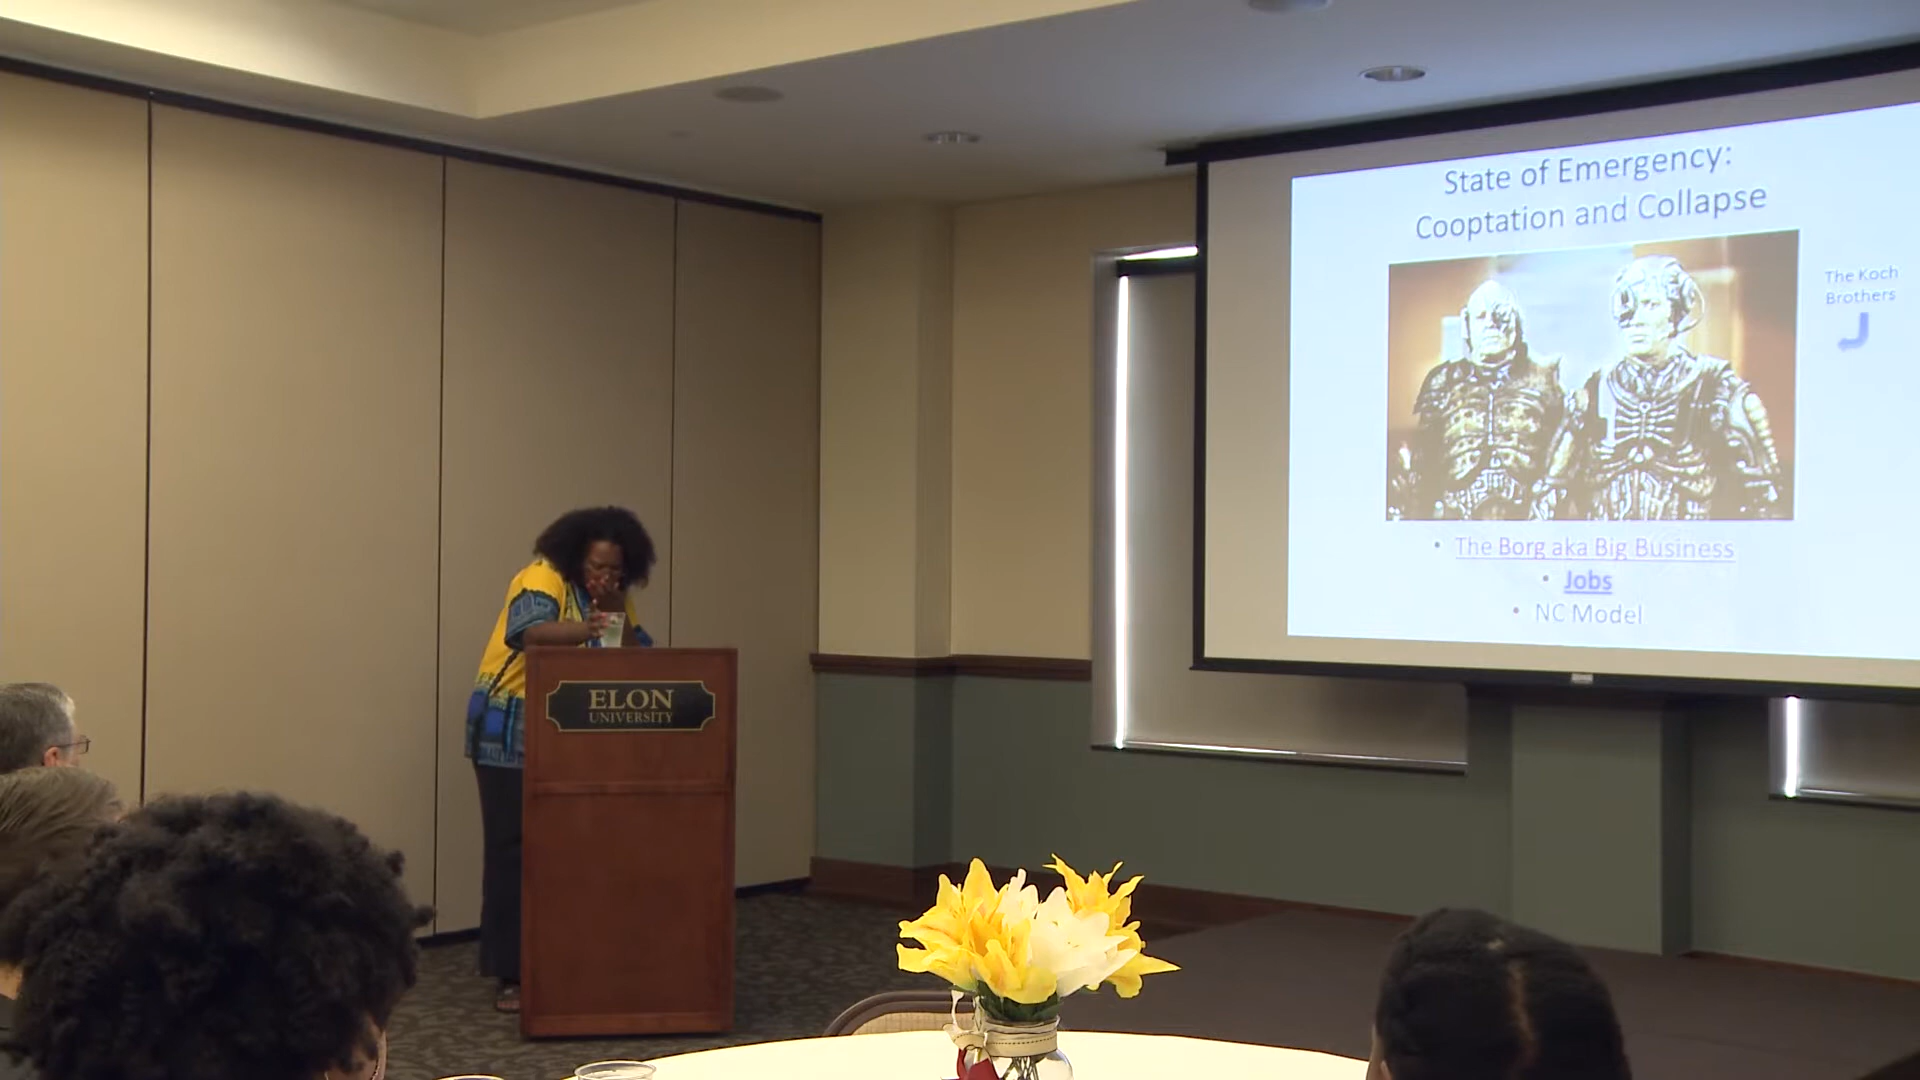 State of Emergency:
Cooptation and Collapse
The Koch
Brothers
• The Borg aka Big Business
• Jobs
• NC Model
ELON
UNIVERSITY